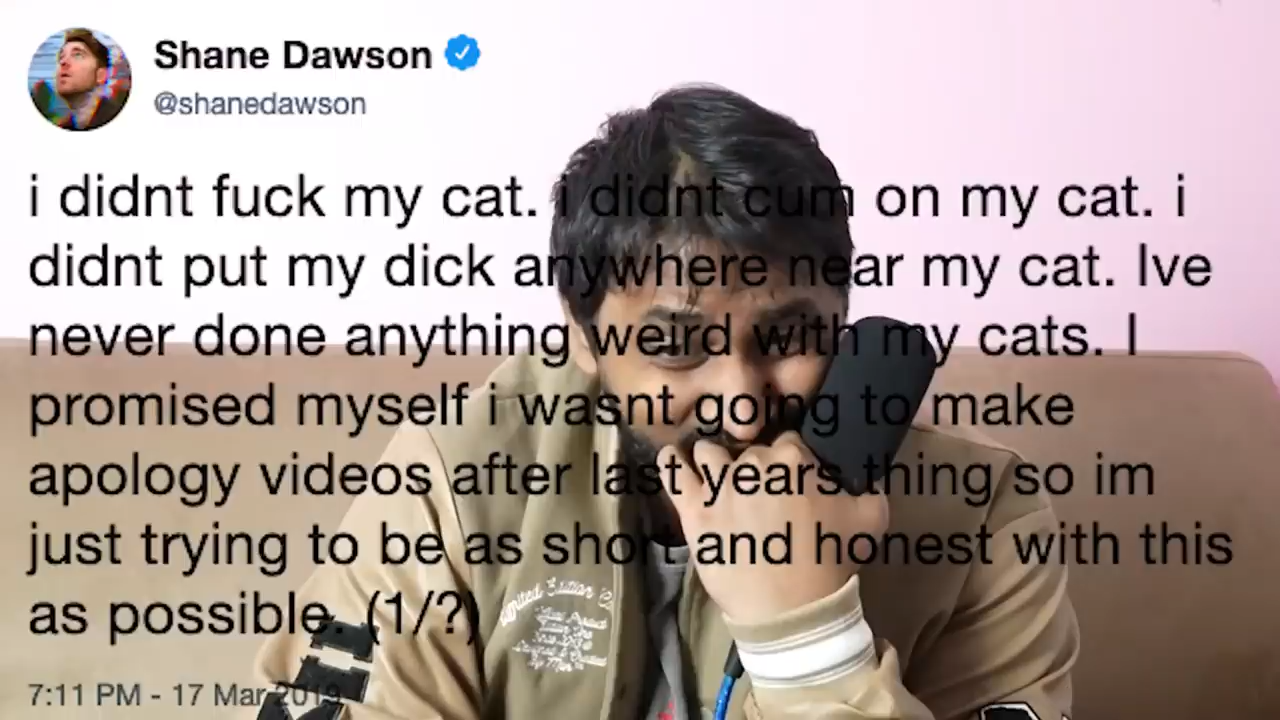 Shane Dawson
@shanedawson
i didnt fuck my cat. i didnt cum on my cat. i
didnt put my dick anywhere near my cat. Ive
never done anything weird with my cats. I
promised myself i wasnt going to make
apology videos after last years thing so im
just trying to be as short and honest with this
as possible. (1/?)
7:11 PM - 17 Mar 2019